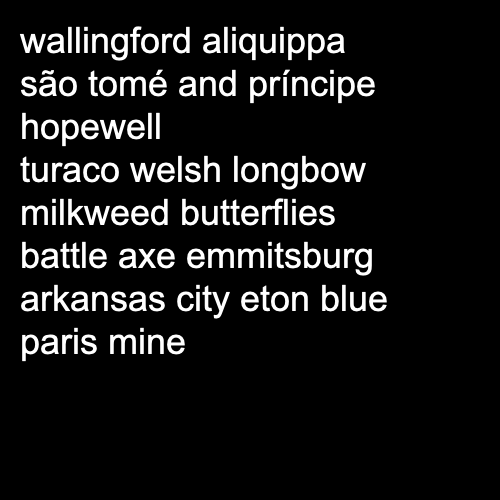 wallingford aliquippa
são tomé and príncipe
hopewell
turaco welsh longbow
milkweed butterflies
battle axe emmitsburg
arkansas city eton blue
paris mine